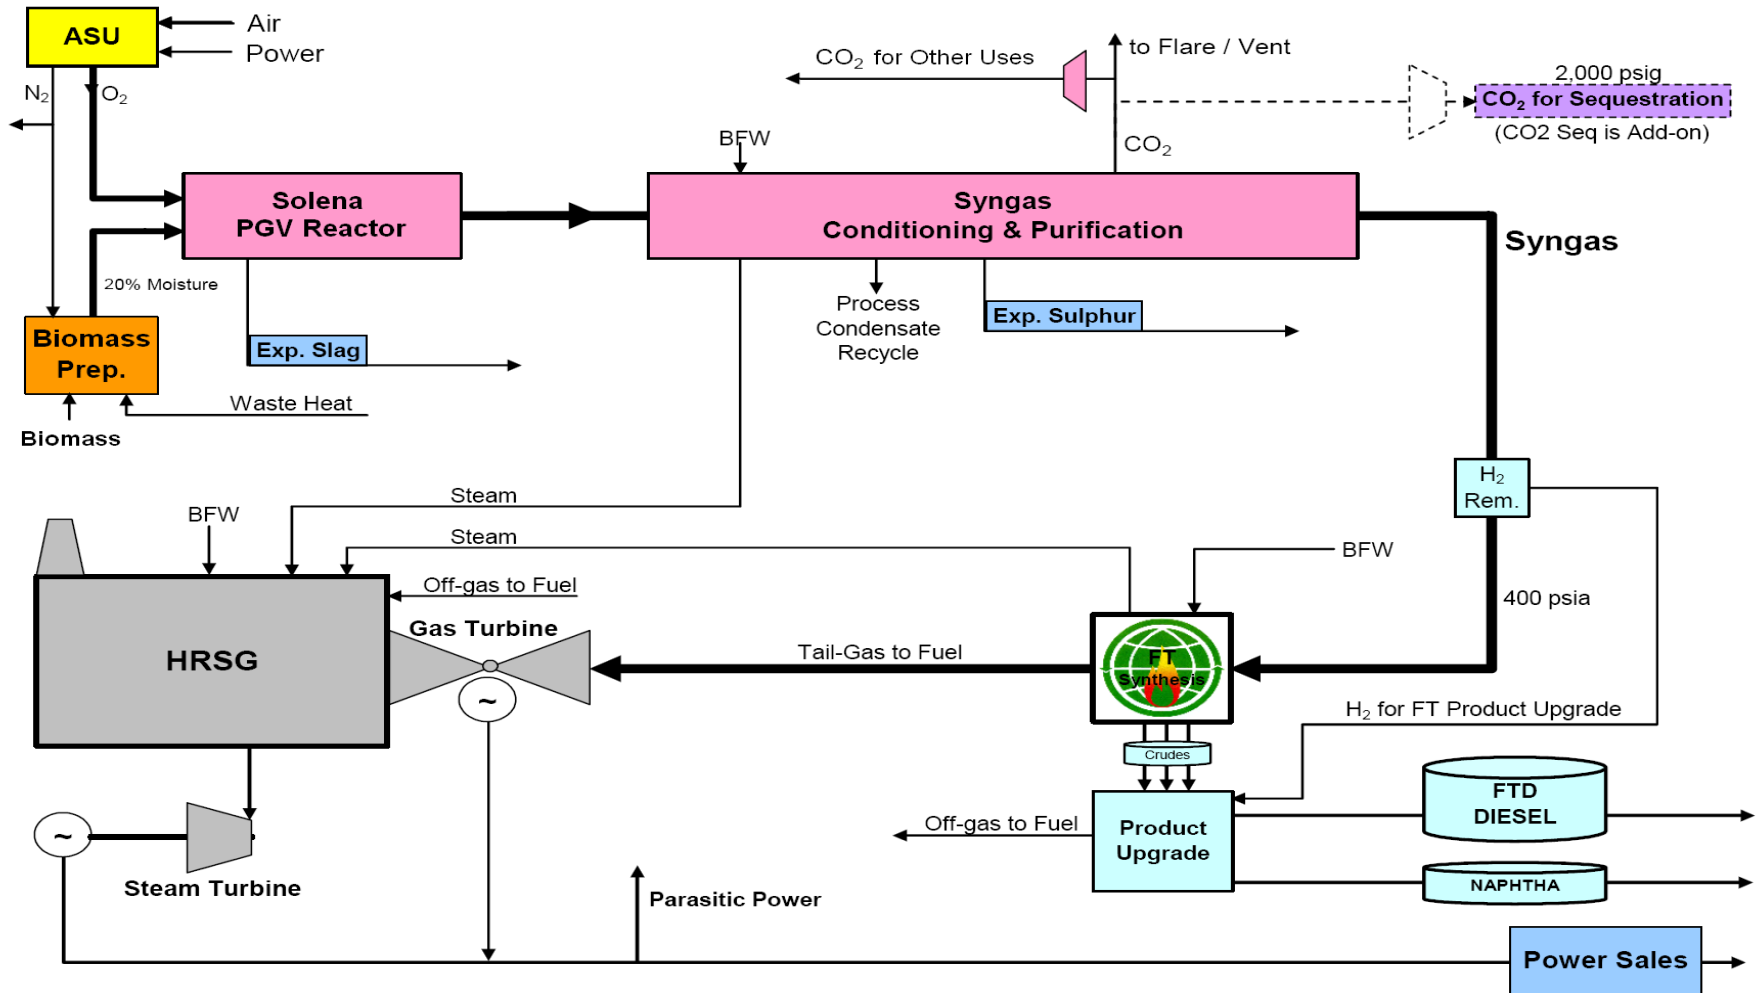 ASU
Air
Power
N₂
O₂
CO₂ for Other Uses
to Flare / Vent
2,000 psig
CO₂ for Sequestration
(CO2 Seq is Add-on)
BFW
CO₂
Solena
PGV Reactor
Syngas
Conditioning & Purification
Syngas
20% Moisture
Biomass
Prep.
Exp. Slag
Process
Condensate
Recycle
Exp. Sulphur
Waste Heat
Biomass
H₂
Rem.
Steam
BFW
Steam
BFW
Off-gas to Fuel
400 psia
Gas Turbine
HRSG
Tail-Gas to Fuel
FT
Synthesis
~
H₂ for FT Product Upgrade
Crudes
FTD
DIESEL
Off-gas to Fuel
Product
Upgrade
~
Steam Turbine
NAPHTHA
Parasitic Power
Power Sales